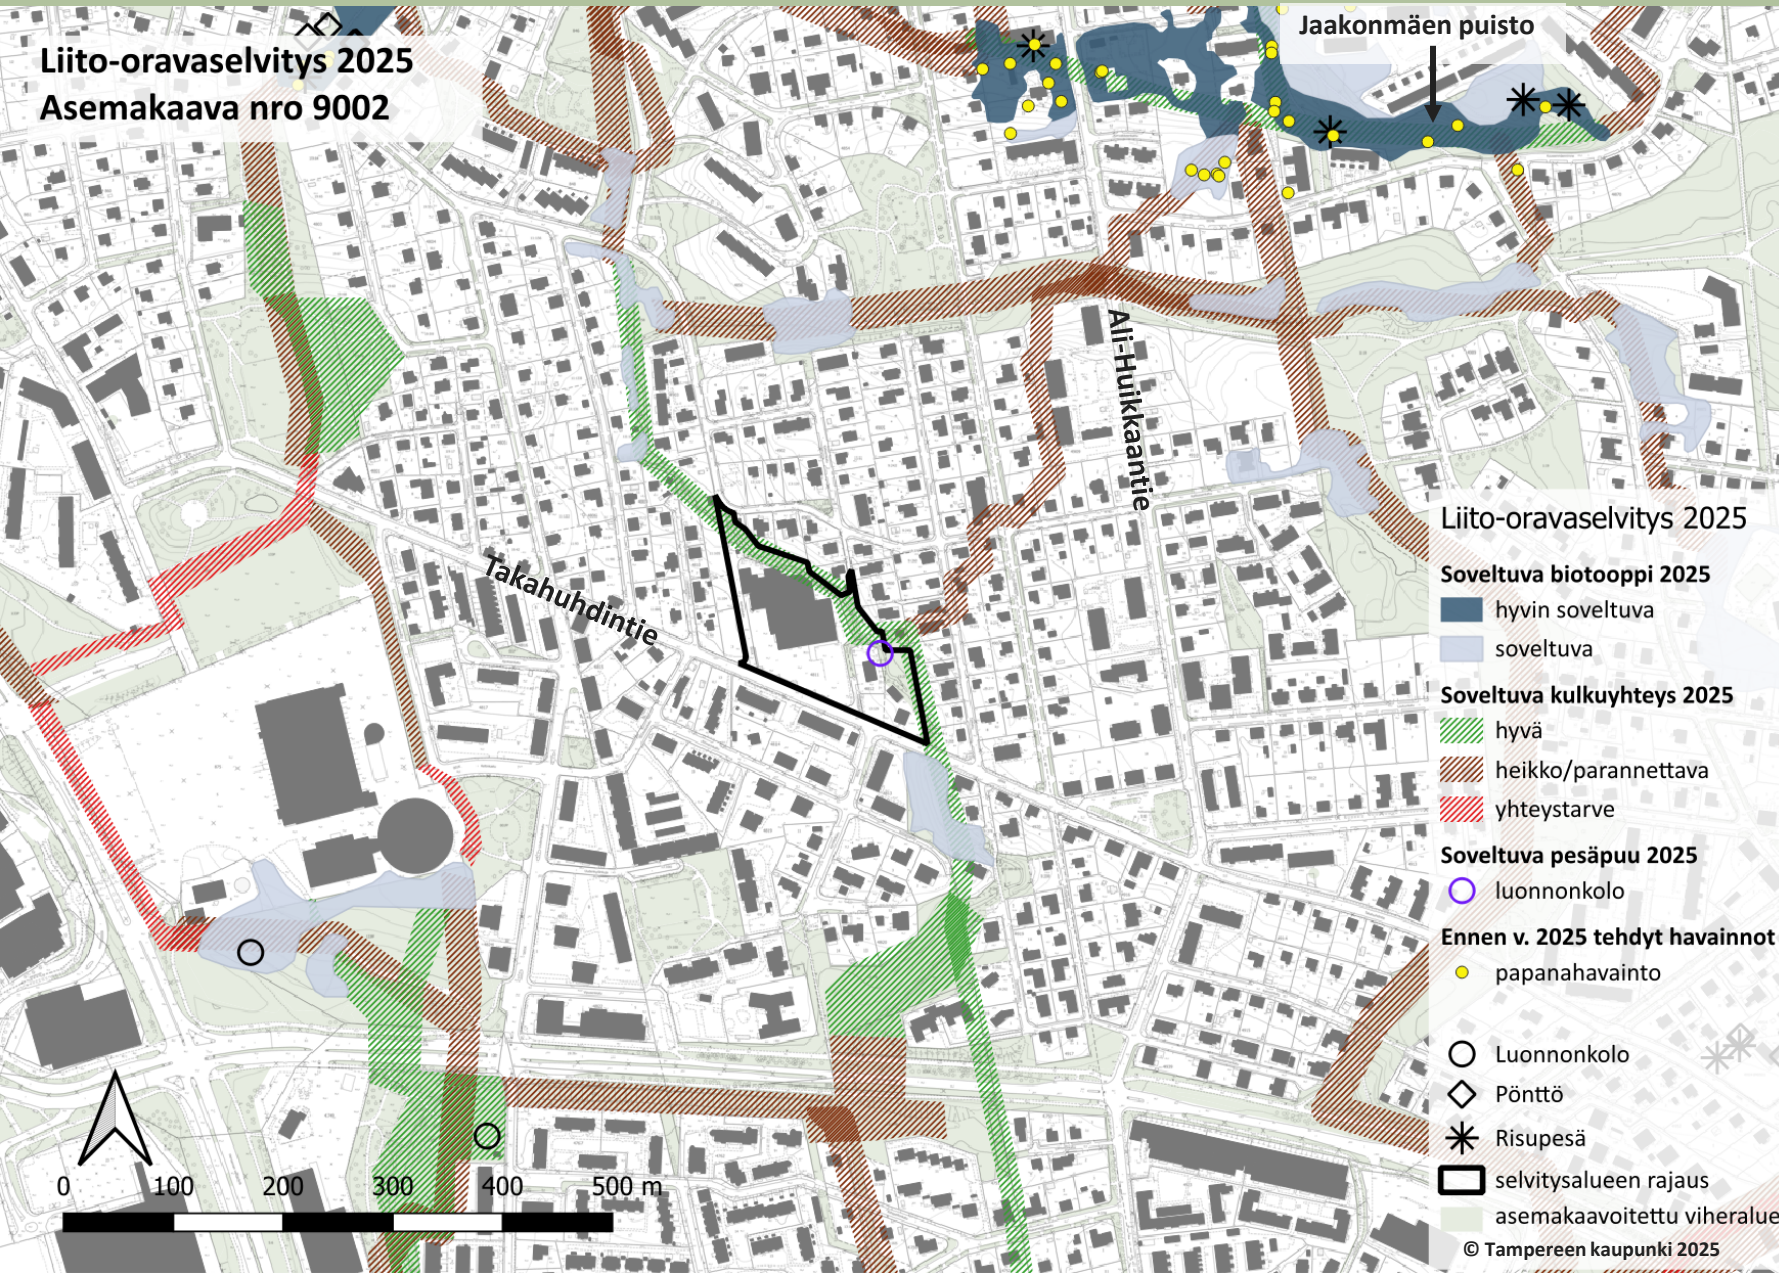 Liito-oravaselvitys 2025
Asemakaava nro 9002
Jaakonmäen puisto
Ali-Huikkaantie
Takahuhdintie
Liito-oravaselvitys 2025
Soveltuva biotooppi 2025
hyvin soveltuva
soveltuva
Soveltuva kulkuyhteys 2025
hyvä
heikko/parannettava
yhteystarve
Soveltuva pesäpuu 2025
luonnonkolo
Ennen v. 2025 tehdyt havainnot
papanahavainto
Luonnonkolo
Pönttö
Risupesä
selvitysalueen rajaus
asemakaavoitettu viheralue
© Tampereen kaupunki 2025
0 100 200 300 400 500 m